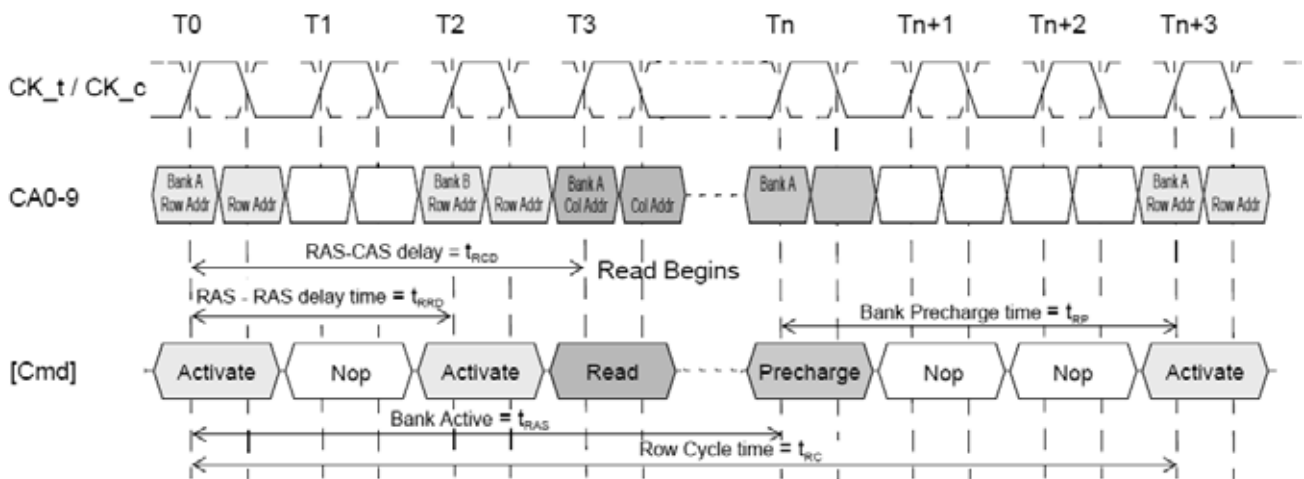 T0 T1 T2 T3 Tn Tn+1 Tn+2 Tn+3
CK_t / CK_c
CA0-9
Bank A
Row Addr
Row Addr
Bank B
Row Addr
Row Addr
Bank A
Col Addr
Col Addr
Bank A
Bank A
Row Addr
Row Addr
RAS-CAS delay = tRCD
Read Begins
RAS - RAS delay time = tRRD
Bank Precharge time = tRP
[Cmd] Activate Nop Activate Read Precharge Nop Nop Activate
Bank Active = tRAS
Row Cycle time = tRC